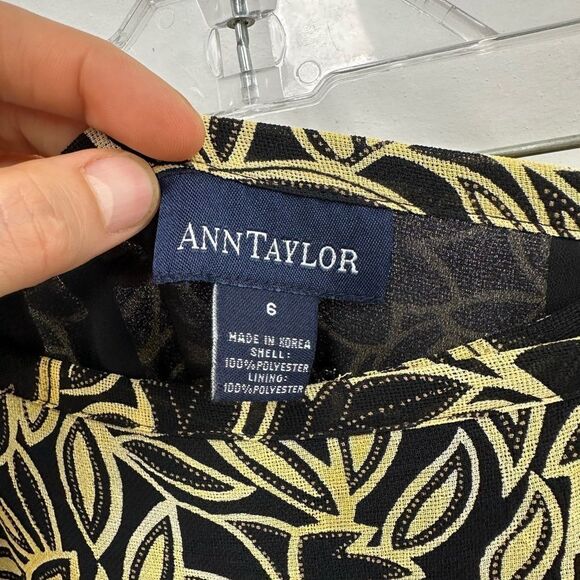 ANNTAYLOR
6
MADE IN KOREA
SHELL:
100%POLYESTER
LINING:
100%POLYESTER